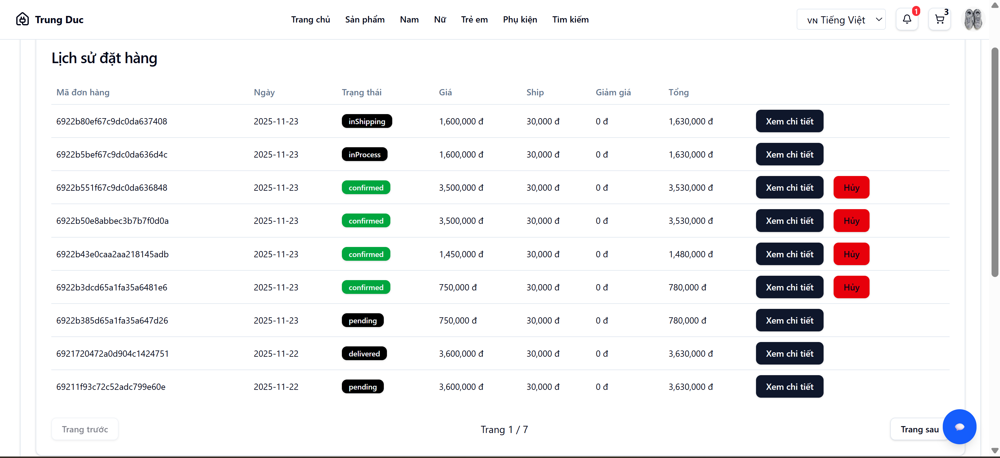 Trung Duc
Trang chủ Sản phẩm Nam Nữ Trẻ em Phụ kiện Tìm kiếm
VN Tiếng Việt 1 3
Lịch sử đặt hàng
Mã đơn hàng Ngày Trạng thái Giá Ship Giảm giá Tổng
6922b80ef67c9dc0da637408 2025-11-23 inShipping 1,600,000 đ 30,000 đ 0 đ 1,630,000 đ Xem chi tiết
6922b5bef67c9dc0da636d4c 2025-11-23 inProcess 1,600,000 đ 30,000 đ 0 đ 1,630,000 đ Xem chi tiết
6922b551f67c9dc0da636848 2025-11-23 confirmed 3,500,000 đ 30,000 đ 0 đ 3,530,000 đ Xem chi tiết Hủy
6922b50e8abbec3b7b7f0d0a 2025-11-23 confirmed 3,500,000 đ 30,000 đ 0 đ 3,530,000 đ Xem chi tiết Hủy
6922b43e0caa2aa218145adb 2025-11-23 confirmed 1,450,000 đ 30,000 đ 0 đ 1,480,000 đ Xem chi tiết Hủy
6922b3dcd65a1fa35a6481e6 2025-11-23 confirmed 750,000 đ 30,000 đ 0 đ 780,000 đ Xem chi tiết Hủy
6922b385d65a1fa35a647d26 2025-11-23 pending 750,000 đ 30,000 đ 0 đ 780,000 đ Xem chi tiết
6921720472a0d904c1424751 2025-11-22 delivered 3,600,000 đ 30,000 đ 0 đ 3,630,000 đ Xem chi tiết
69211f93c72c52adc799e60e 2025-11-22 pending 3,600,000 đ 30,000 đ 0 đ 3,630,000 đ Xem chi tiết
Trang trước Trang 1 / 7 Trang sau